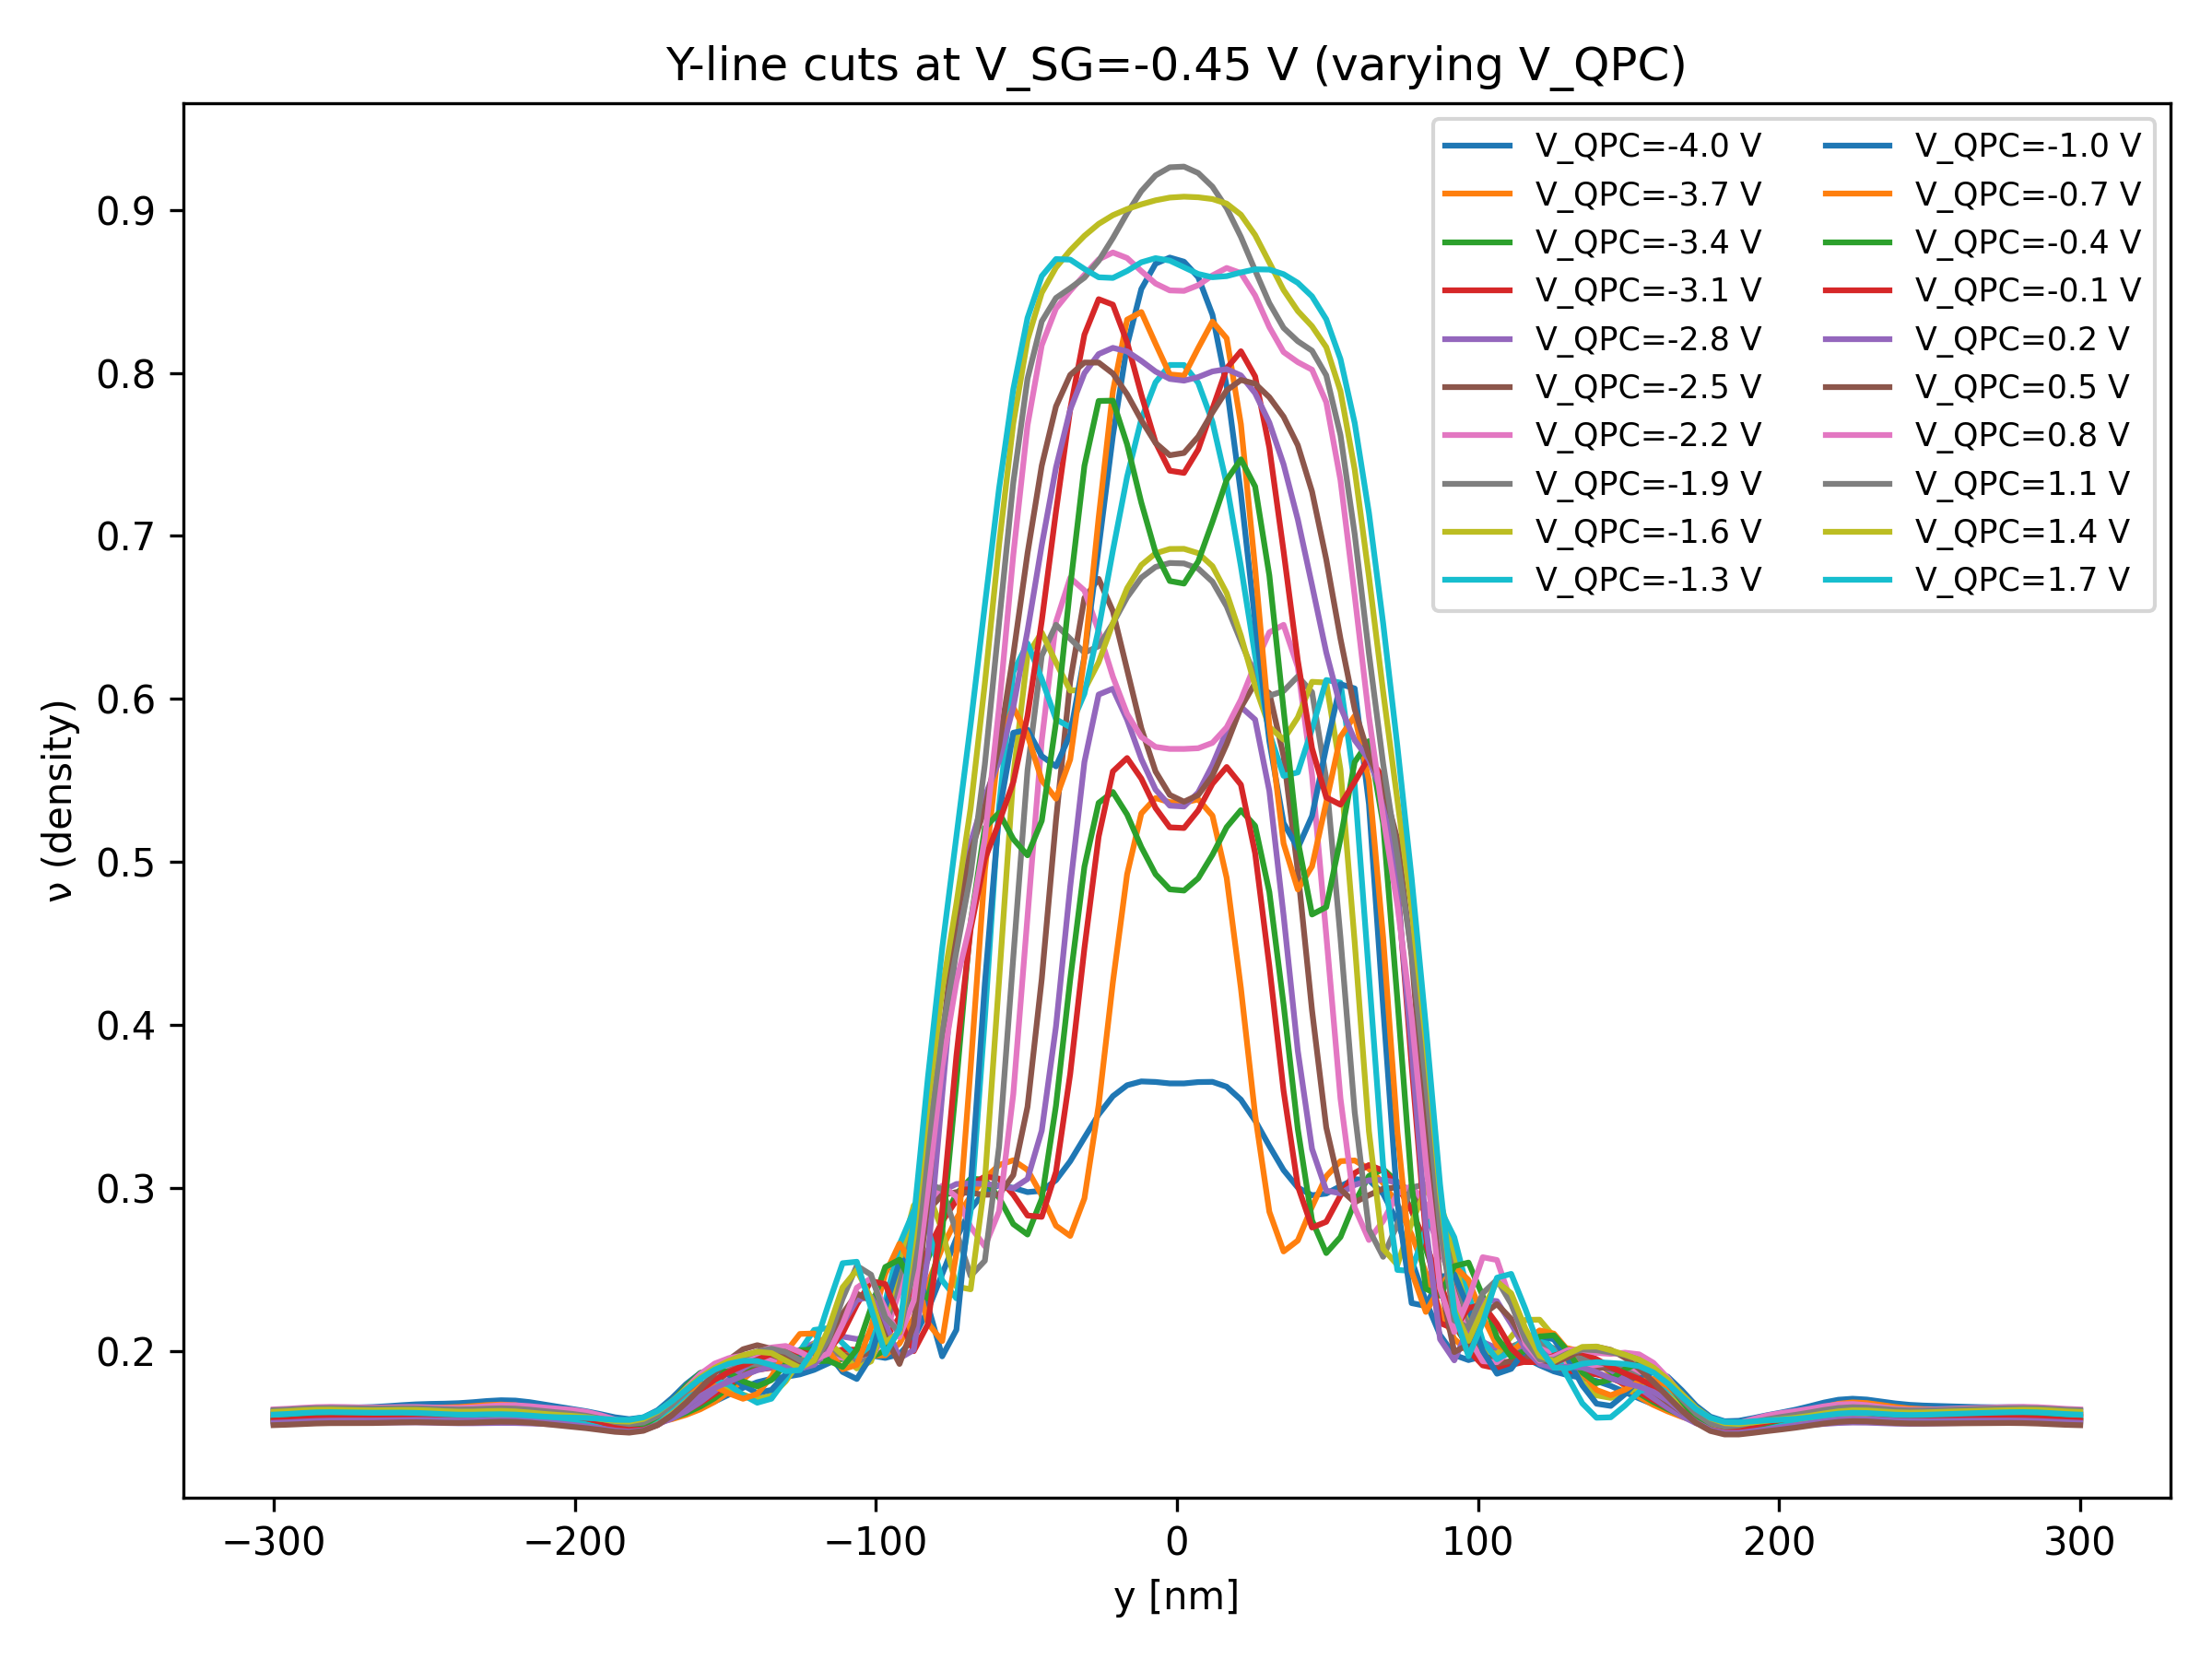 Y-line cuts at V_SG=-0.45 V (varying V_QPC)
V_QPC=-4.0 V
V_QPC=-3.7 V
V_QPC=-3.4 V
V_QPC=-3.1 V
V_QPC=-2.8 V
V_QPC=-2.5 V
V_QPC=-2.2 V
V_QPC=-1.9 V
V_QPC=-1.6 V
V_QPC=-1.3 V
V_QPC=-1.0 V
V_QPC=-0.7 V
V_QPC=-0.4 V
V_QPC=-0.1 V
V_QPC=0.2 V
V_QPC=0.5 V
V_QPC=0.8 V
V_QPC=1.1 V
V_QPC=1.4 V
V_QPC=1.7 V
ν (density)
0.9
0.8
0.7
0.6
0.5
0.4
0.3
0.2
−300 −200 −100 0 100 200 300
y [nm]